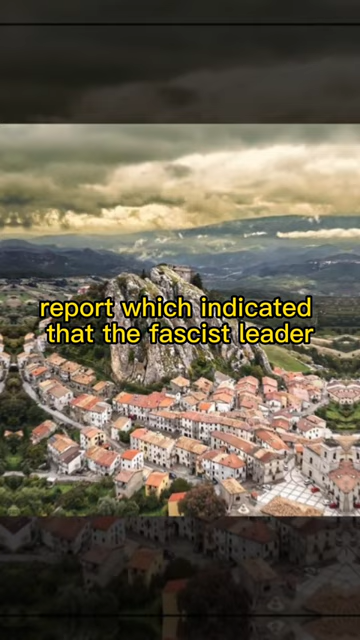 report which indicated
that the fascist leader